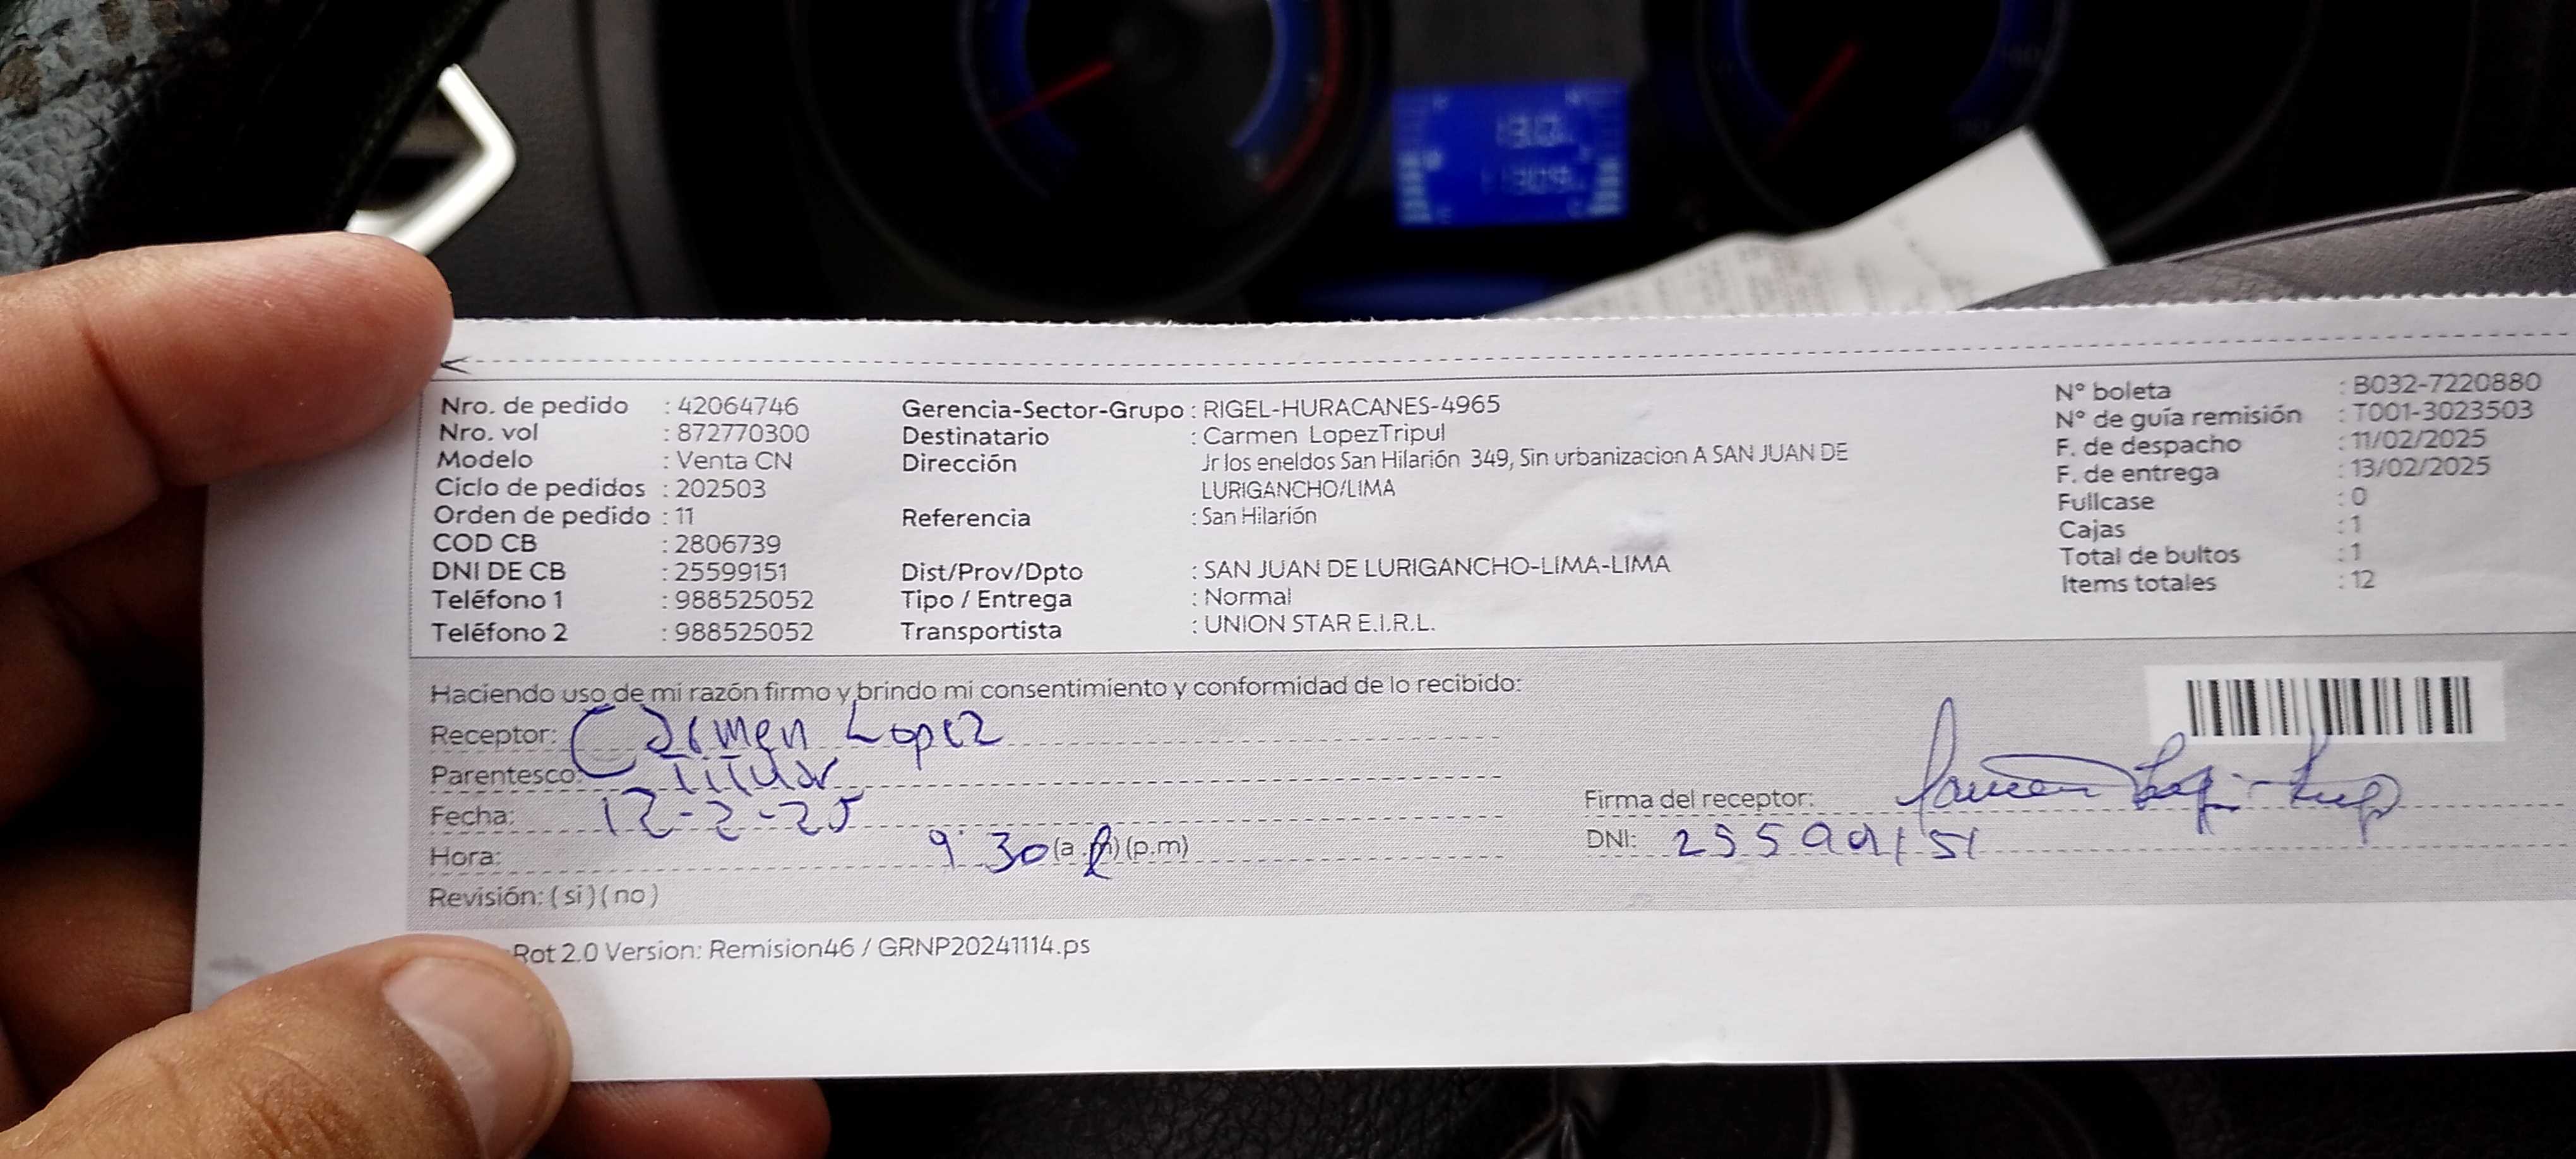 Nro. de pedido : 42064746
Nro. vol : 872770300
Modelo : Venta CN
Ciclo de pedidos : 202503
Orden de pedido : 11
COD CB : 2806739
DNI DE CB : 25599151
Teléfono 1 : 988525052
Teléfono 2 : 988525052
Gerencia-Sector-Grupo : RIGEL-HURACANES-4965
Destinatario : Carmen LopezTripul
Dirección Jr los eneldos San Hilarión 349, Sin urbanizacion A SAN JUAN DE
LURIGANCHO/LIMA
Referencia : San Hilarión
Dist/Prov/Dpto : SAN JUAN DE LURIGANCHO-LIMA-LIMA
Tipo / Entrega : Normal
Transportista : UNION STAR E.I.R.L.
N° boleta : B032-7220880
N° de guía remisión : T001-3023503
F. de despacho : 11/02/2025
F. de entrega : 13/02/2025
Fullcase : 0
Cajas : 1
Total de bultos : 1
Items totales : 12
Haciendo uso de mi razón firmo y brindo mi consentimiento y conformidad de lo recibido:
Receptor: Carmen Lopez
Parentesco: Titular
Fecha: 12-2-25
Hora: 9:30 (a.m) (p.m)
Revisión: (si) (no)
Firma del receptor:
DNI: 25599151
Rot 2.0 Version: Remision46 / GRNP20241114.ps